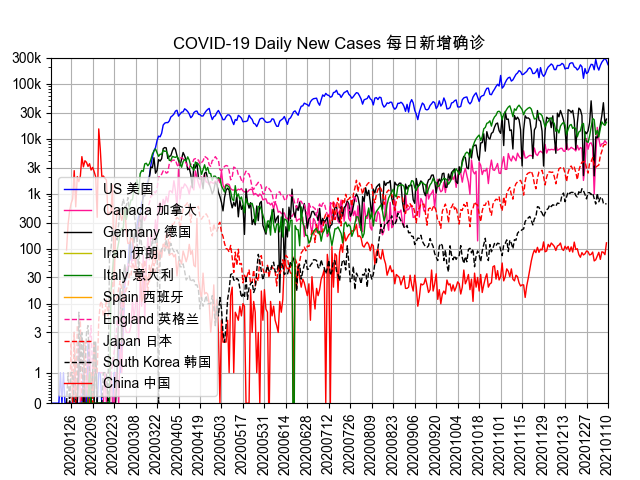 COVID-19 Daily New Cases 每日新增确诊
300k
100k
30k
10k
3k
1k
300
100
30
10
3
1
0
US 美国
Canada 加拿大
Germany 德国
Iran 伊朗
Italy 意大利
Spain 西班牙
England 英格兰
Japan 日本
South Korea 韩国
China 中国
20200126
20200209
20200223
20200308
20200322
20200405
20200419
20200503
20200517
20200531
20200614
20200628
20200712
20200726
20200809
20200823
20200906
20200920
20201004
20201018
20201101
20201115
20201129
20201213
20201227
20210110